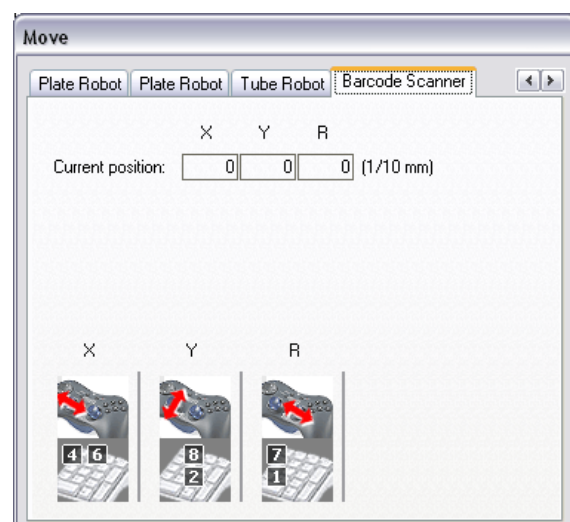 Move
Plate Robot Plate Robot Tube Robot Barcode Scanner
X Y R
Current position: 0 0 0 (1/10 mm)
X Y R
4 6 8 7
2 1